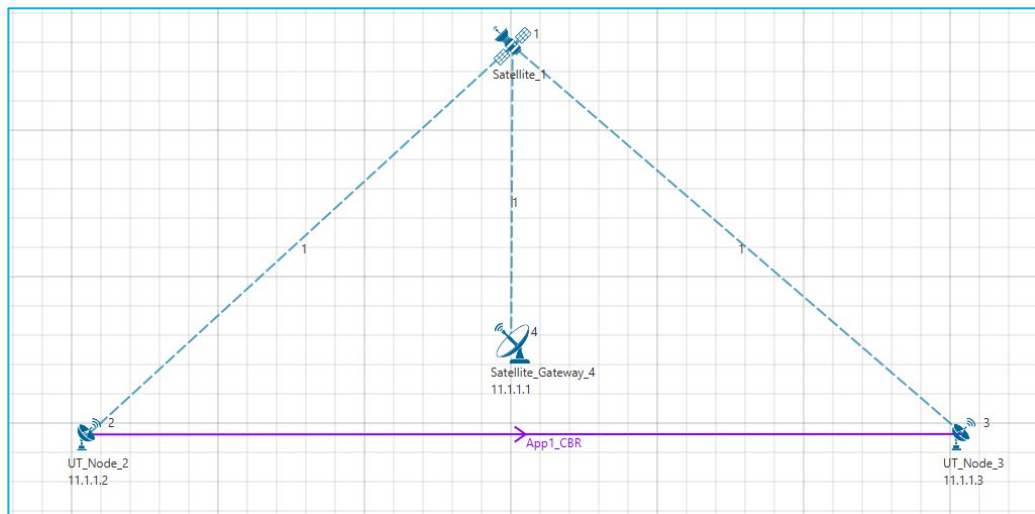 1
Satellite_1
1
1
1
4
Satellite_Gateway_4
11.1.1.1
2
3
App1_CBR
UT_Node_2
11.1.1.2
UT_Node_3
11.1.1.3